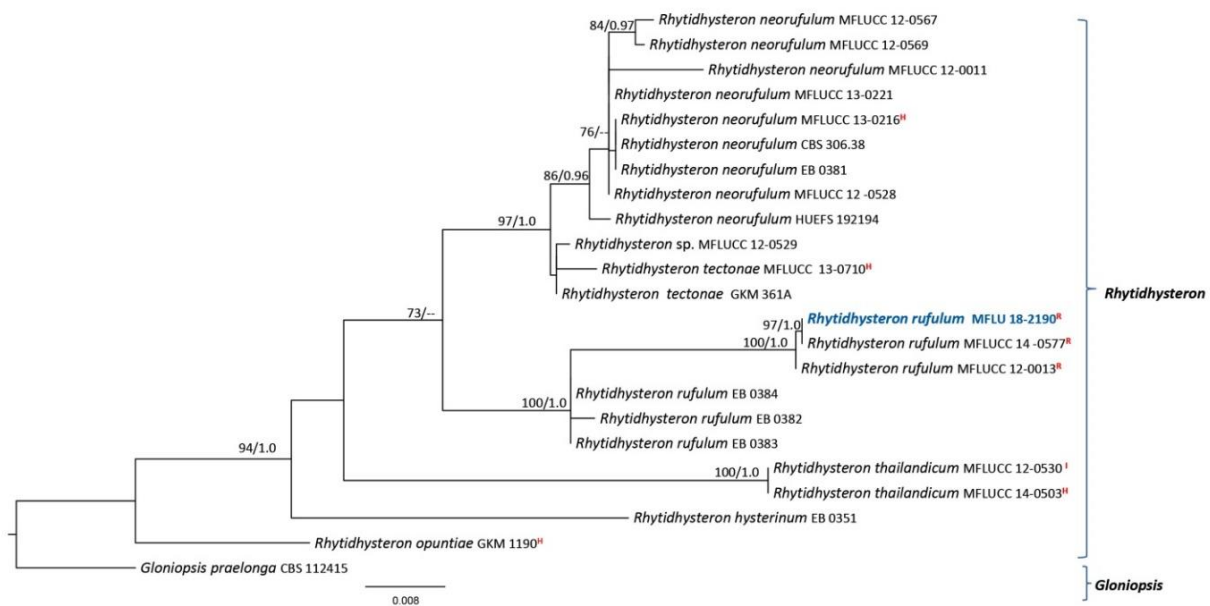 Rhytidhysteron neorufulum MFLUCC 12-0567
84/0.97
Rhytidhysteron neorufulum MFLUCC 12-0569
Rhytidhysteron neorufulum MFLUCC 12-0011
Rhytidhysteron neorufulum MFLUCC 13-0221
Rhytidhysteron neorufulum MFLUCC 13-0216H
76/--
Rhytidhysteron neorufulum CBS 306.38
Rhytidhysteron neorufulum EB 0381
86/0.96
Rhytidhysteron neorufulum MFLUCC 12 -0528
Rhytidhysteron neorufulum HUEFS 192194
97/1.0
Rhytidhysteron sp. MFLUCC 12-0529
Rhytidhysteron tectonae MFLUCC 13-0710H
Rhytidhysteron tectonae GKM 361A
Rhytidhysteron
73/--
Rhytidhysteron rufulum MFLU 18-2190R
97/1.0
Rhytidhysteron rufulum MFLUCC 14 -0577R
100/1.0
Rhytidhysteron rufulum MFLUCC 12-0013R
Rhytidhysteron rufulum EB 0384
100/1.0
Rhytidhysteron rufulum EB 0382
Rhytidhysteron rufulum EB 0383
94/1.0
Rhytidhysteron thailandicum MFLUCC 12-0530 I
100/1.0
Rhytidhysteron thailandicum MFLUCC 14-0503H
Rhytidhysteron hysterinum EB 0351
Rhytidhysteron opuntiae GKM 1190H
Gloniopsis praelonga CBS 112415
Gloniopsis
0.008